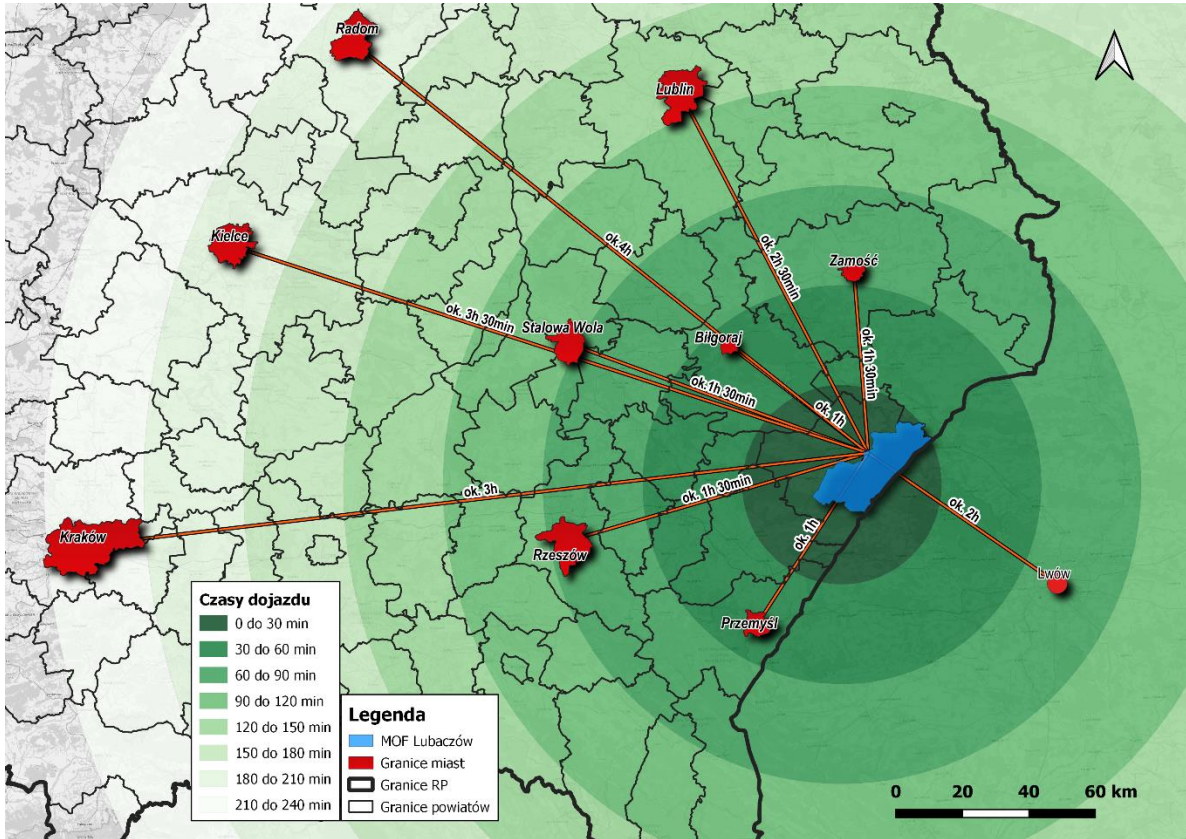 Radom
Lublin
Kielce
ok.4h
ok. 2h 30min
Zamość
ok. 3h 30min
Stalowa Wola
Biłgoraj
ok. 1h 30min
ok.1h 30min
ok. 1h
ok. 3h
ok. 1h 30min
ok. 2h
Kraków
Rzeszów
ok. 1h
Lwów
Przemyśl
Czasy dojazdu
0 do 30 min
30 do 60 min
60 do 90 min
90 do 120 min
120 do 150 min
150 do 180 min
180 do 210 min
210 do 240 min
Legenda
MOF Lubaczów
Granice miast
Granice RP
Granice powiatów
0 20 40 60 km